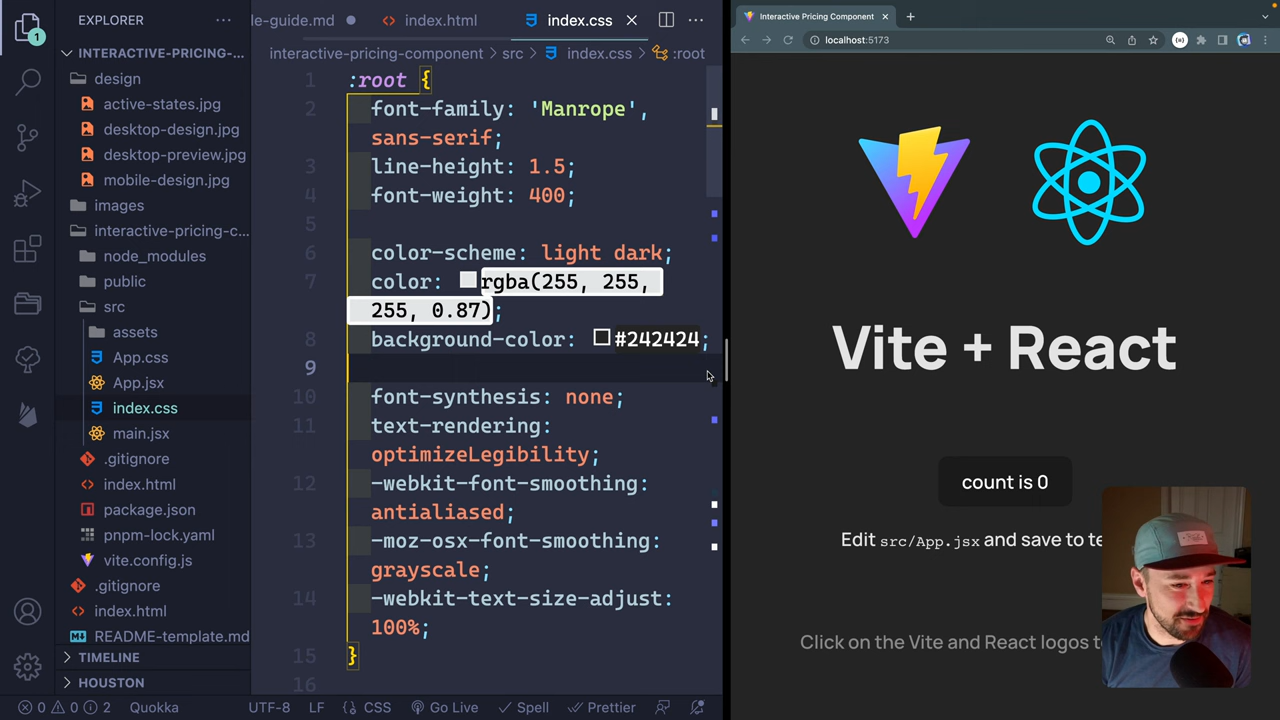 EXPLORER
INTERACTIVE-PRICING-...
design
active-states.jpg
desktop-design.jpg
desktop-preview.jpg
mobile-design.jpg
images
interactive-pricing-c...
node_modules
public
src
assets
App.css
App.jsx
index.css
main.jsx
.gitignore
index.html
package.json
pnpm-lock.yaml
vite.config.js
.gitignore
index.html
README-template.md
TIMELINE
HOUSTON
1
le-guide.md
index.html
index.css
interactive-pricing-component > src > index.css > :root
1 :root {
2 font-family: 'Manrope',
sans-serif;
3 line-height: 1.5;
4 font-weight: 400;
5
6 color-scheme: light dark;
7 color: rgba(255, 255,
255, 0.87);
8 background-color: #242424;
9
10 font-synthesis: none;
11 text-rendering:
optimizeLegibility;
12 -webkit-font-smoothing:
antialiased;
13 -moz-osx-font-smoothing:
grayscale;
14 -webkit-text-size-adjust:
100%;
15 }
16
0 0 2 Quokka UTF-8 LF CSS Go Live Spell Prettier
Interactive Pricing Component
localhost:5173
Vite + React
count is 0
Edit src/App.jsx and save to te
Click on the Vite and React logos t